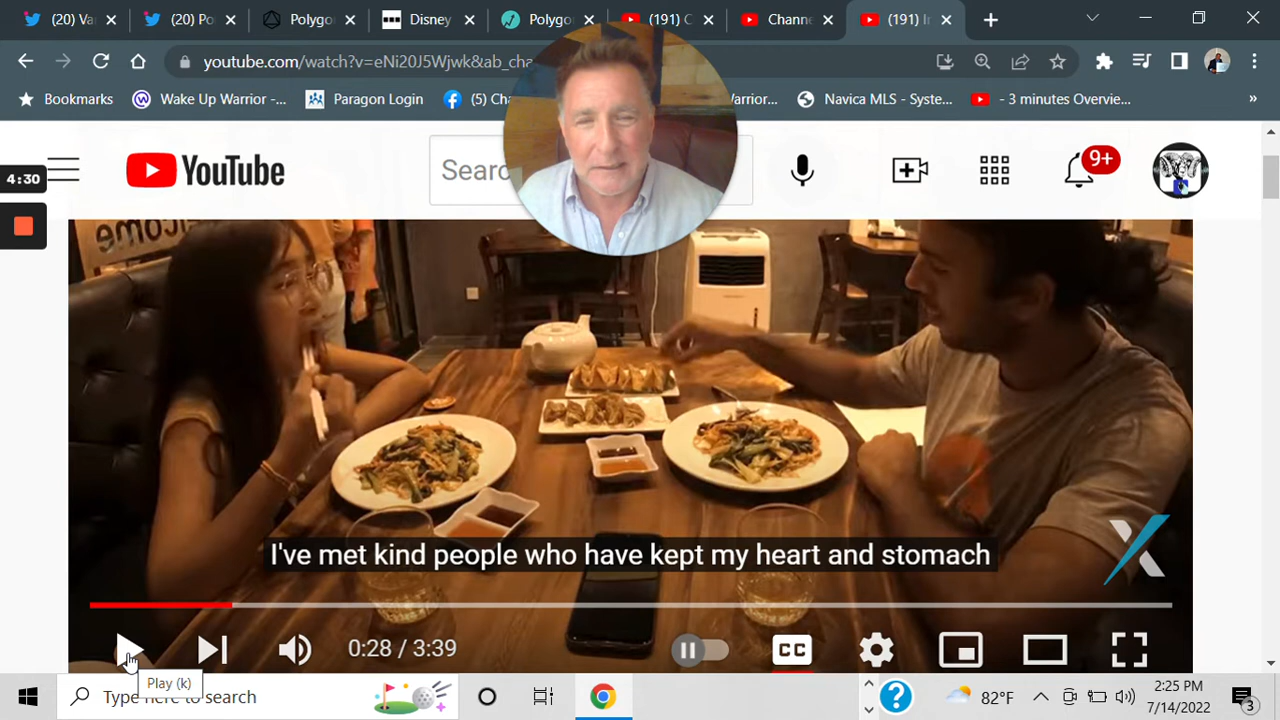 (20) Va
(20) Po
Polygo
Disney
Polygo
(191) C
Channe
(191) I
youtube.com/watch?v=eNi20J5Wjwk&ab_cha
Bookmarks
Wake Up Warrior -...
Paragon Login
(5) Cha
arrior...
Navica MLS - Syste...
- 3 minutes Overvie...
»
4:30
YouTube
Searc
9+
I've met kind people who have kept my heart and stomach
X
0:28 / 3:39
CC
Play (k)
Type here to search
82°F
2:25 PM
7/14/2022
3